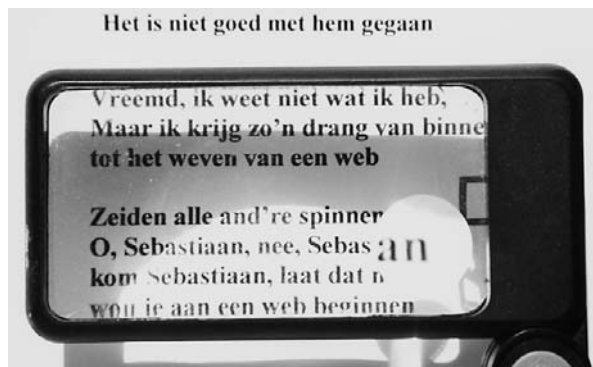 Het is niet goed met hem gegaan
Vreemd, ik weet niet wat ik heb,
Maar ik krijg zo'n drang van binne
tot het weven van een web
Zeiden alle and're spinner
O, Sebastiaan, nee, Sebas an
kom Sebastiaan, laat dat n
wou je aan een web beginnen